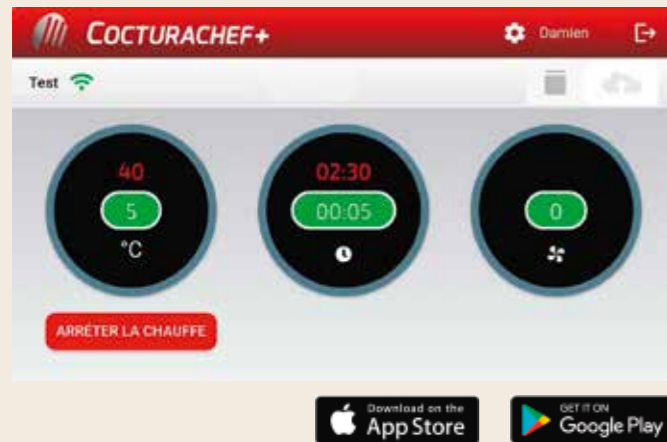 COCTURACHEF+
Damien
Test
40
5
°C
02:30
00:05
0
ARRÊTER LA CHAUFFE
Download on the
App Store
GET IT ON
Google Play